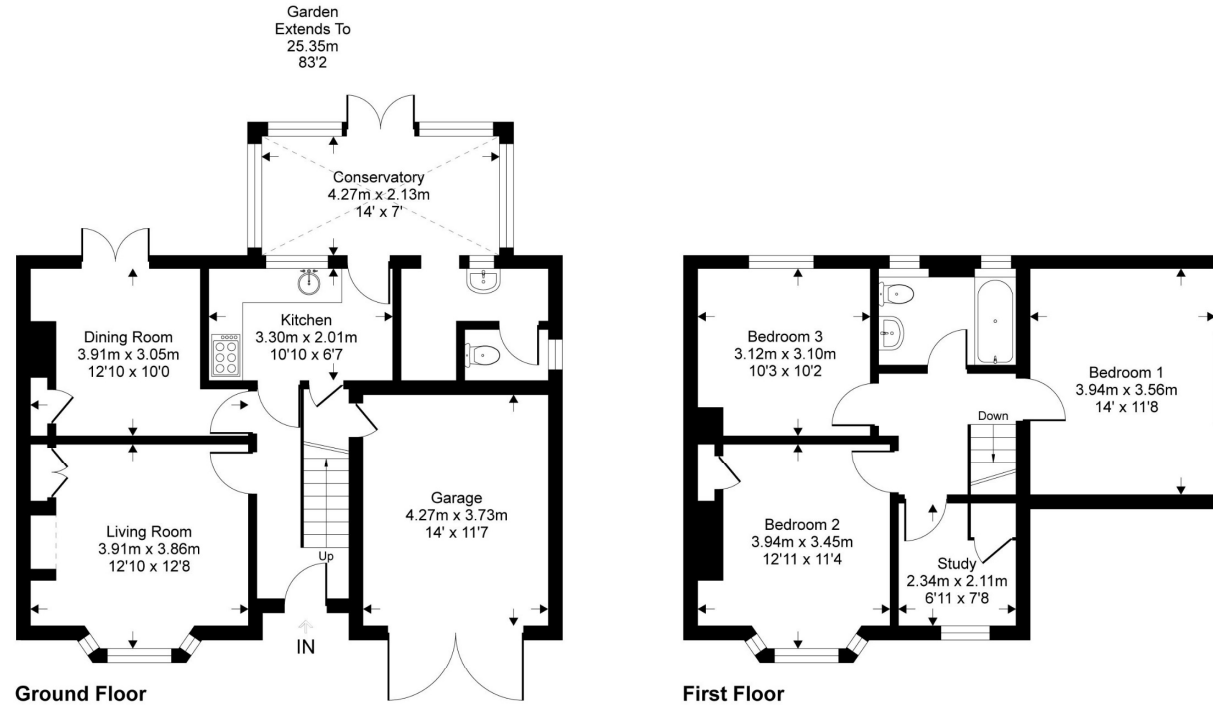 Garden
Extends To
25.35m
83'2
Conservatory
4.27m x 2.13m
14' x 7'
Dining Room
3.91m x 3.05m
12'10 x 10'0
Kitchen
3.30m x 2.01m
10'10 x 6'7
Living Room
3.91m x 3.86m
12'10 x 12'8
Garage
4.27m x 3.73m
14' x 11'7
Up
IN
Ground Floor
Bedroom 3
3.12m x 3.10m
10'3 x 10'2
Bedroom 1
3.94m x 3.56m
14' x 11'8
Down
Bedroom 2
3.94m x 3.45m
12'11 x 11'4
Study
2.34m x 2.11m
6'11 x 7'8
First Floor